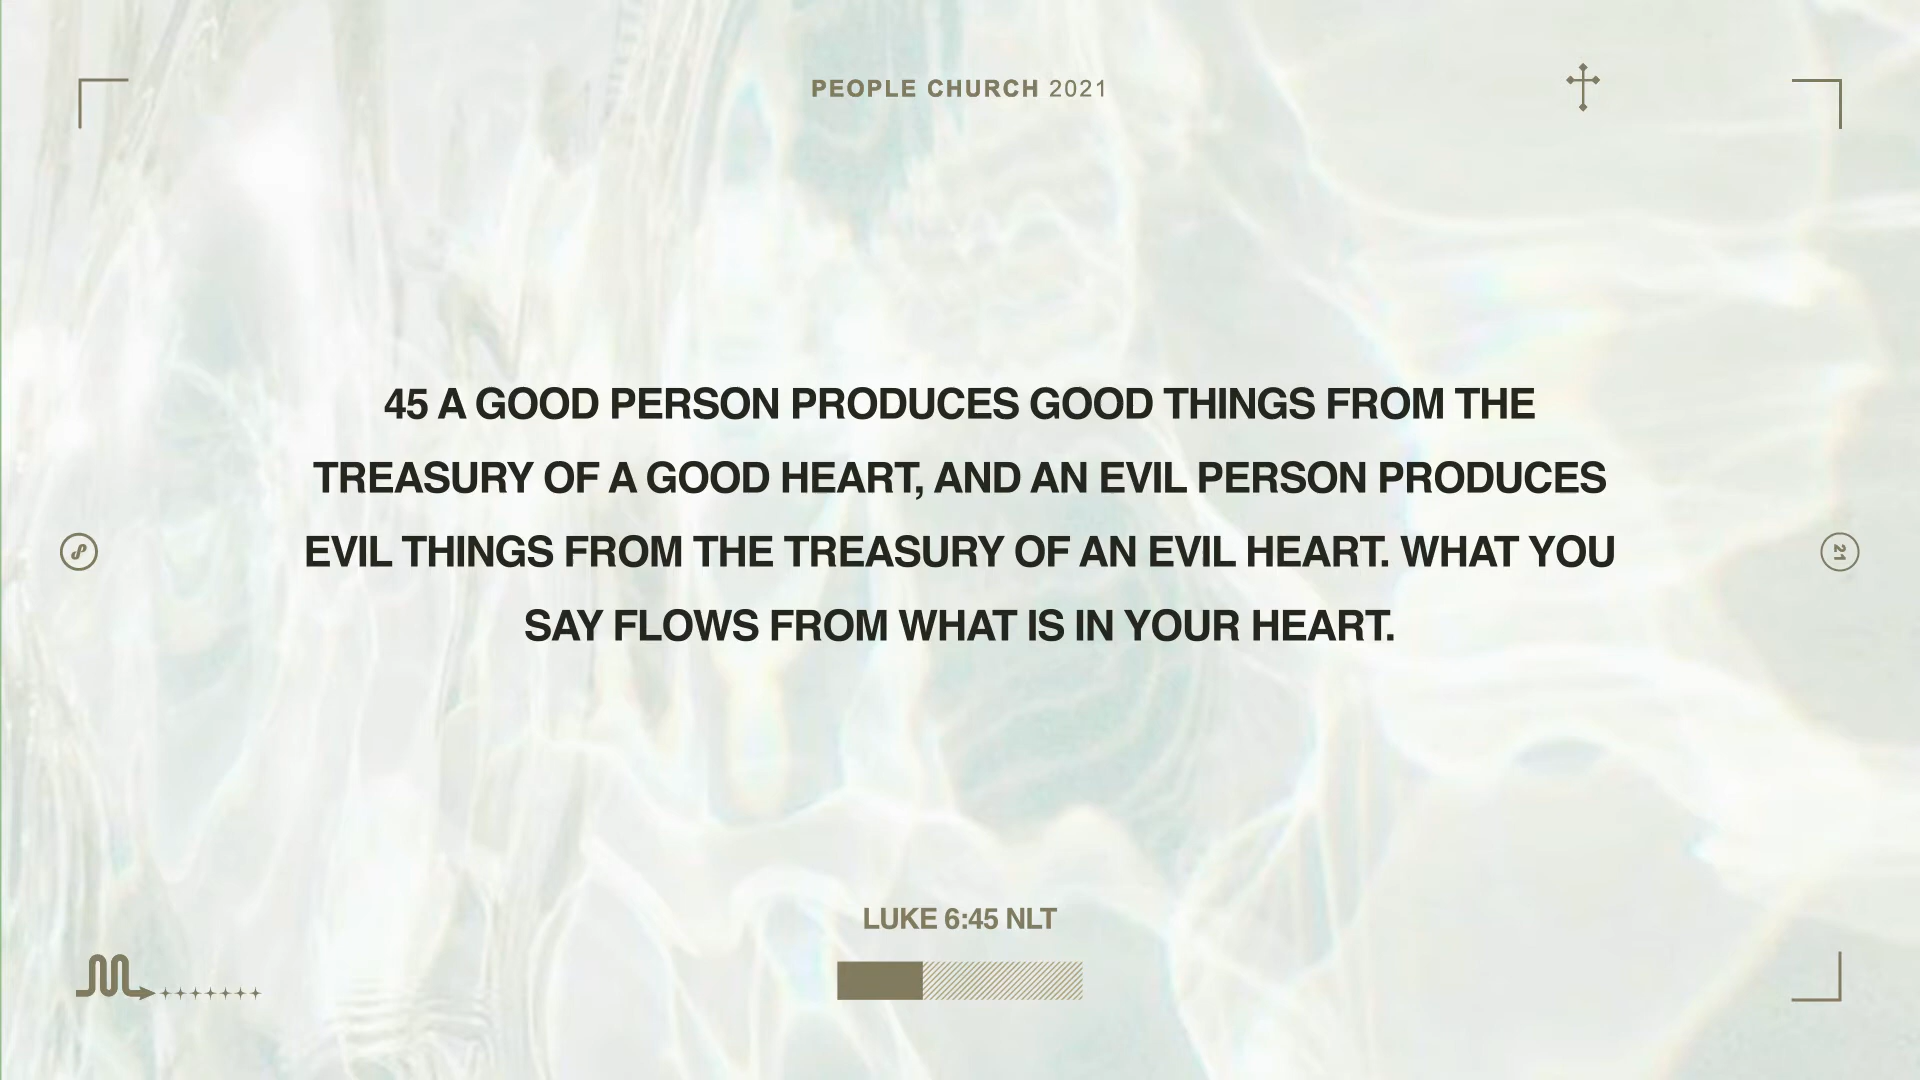 PEOPLE CHURCH 2021
45 A GOOD PERSON PRODUCES GOOD THINGS FROM THE
TREASURY OF A GOOD HEART, AND AN EVIL PERSON PRODUCES
EVIL THINGS FROM THE TREASURY OF AN EVIL HEART. WHAT YOU
SAY FLOWS FROM WHAT IS IN YOUR HEART.
21
LUKE 6:45 NLT